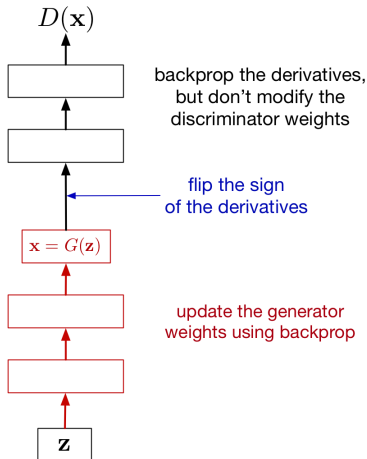 D(x)
backprop the derivatives,
but don't modify the
discriminator weights
flip the sign
of the derivatives
x = G(z)
update the generator
weights using backprop
z